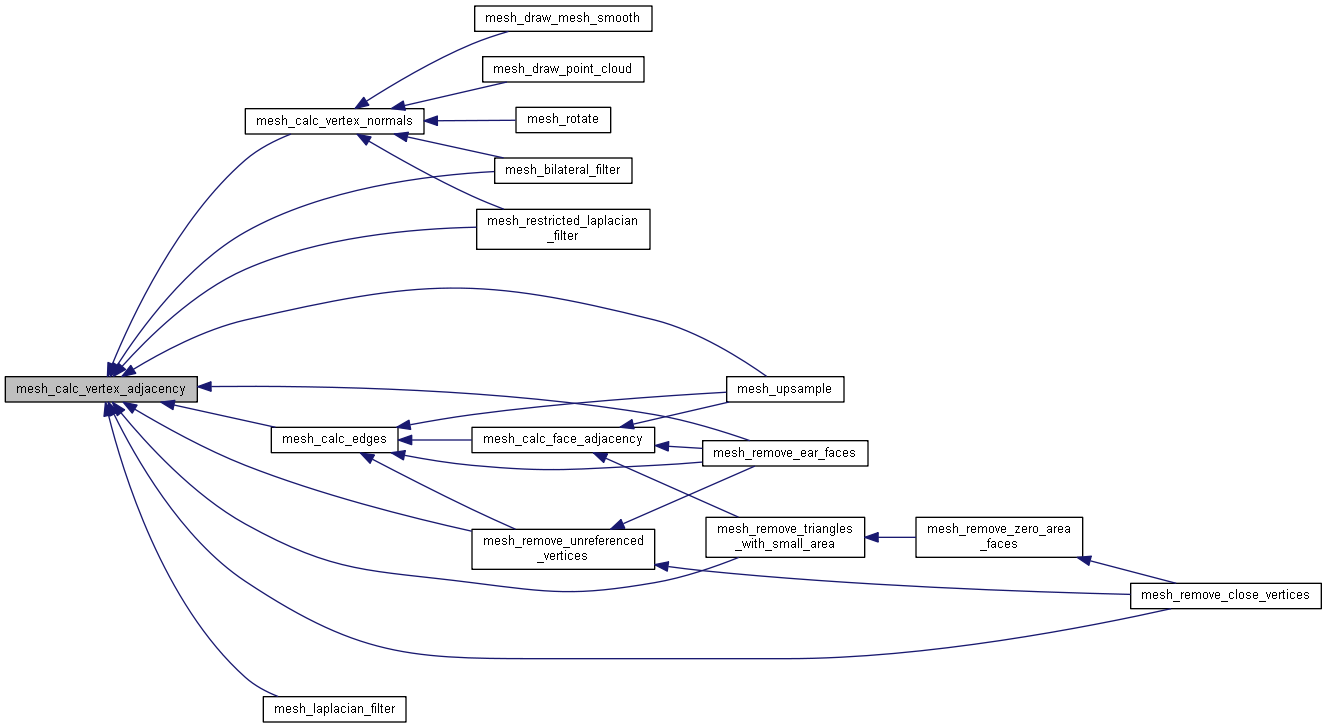 mesh_draw_mesh_smooth
mesh_draw_point_cloud
mesh_calc_vertex_normals
mesh_rotate
mesh_bilateral_filter
mesh_restricted_laplacian
_filter
mesh_calc_vertex_adjacency
mesh_upsample
mesh_calc_edges
mesh_calc_face_adjacency
mesh_remove_ear_faces
mesh_remove_unreferenced
_vertices
mesh_remove_triangles
_with_small_area
mesh_remove_zero_area
_faces
mesh_remove_close_vertices
mesh_laplacian_filter